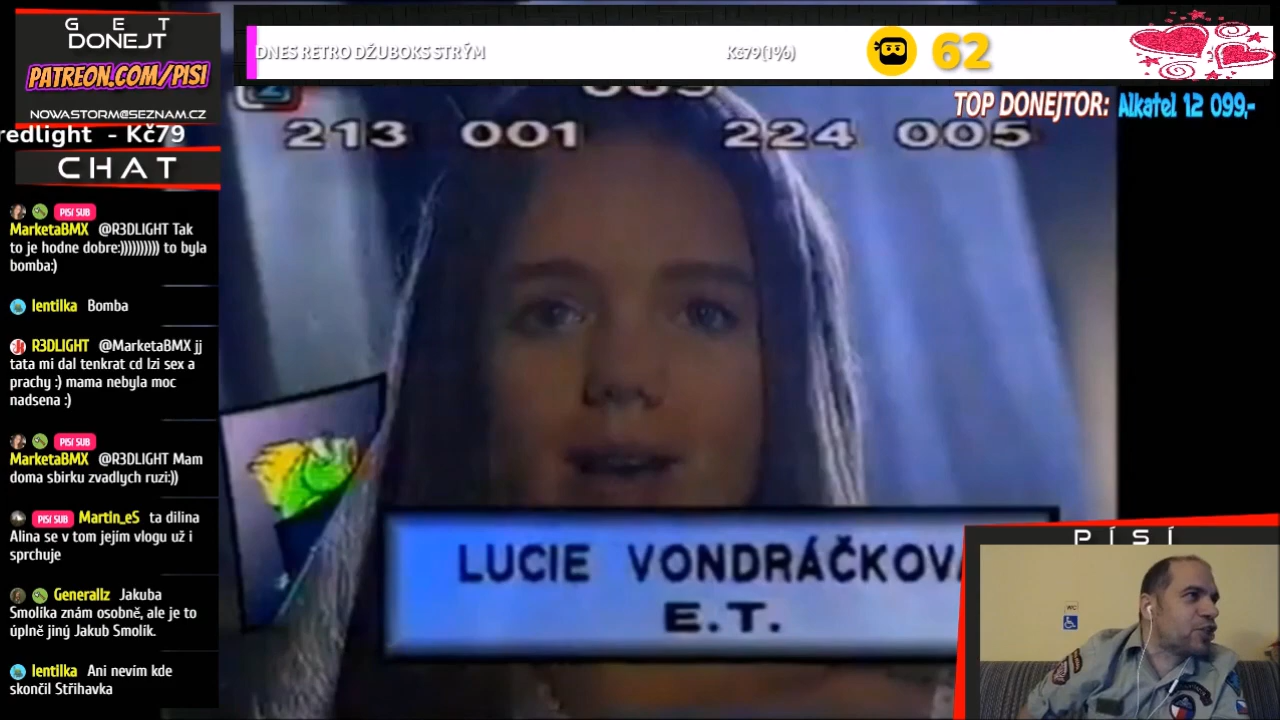 GET
DONEJT
PATREON.COM/PISI
NOWASTORM@SEZNAM.CZ
redlight - Kč79
CHAT
PISI SUB
MarketaBMX @R3DLIGHT Tak
to je hodne dobre:)))))))))) to byla
bomba:)
lentilka Bomba
R3DLIGHT @MarketaBMX jj
tata mi dal tenkrat cd lzi sex a
prachy :) mama nebyla moc
nadsena :)
PISI SUB
MarketaBMX @R3DLIGHT Mam
doma sbirku zvadlych ruzi:))
PISI SUB Martin_eS ta dilina
Alina se v tom jejím vlogu už i
sprchuje
Generallz Jakuba
Smolíka znám osobně, ale je to
úplně jiný Jakub Smolík.
lentilka Ani nevím kde
skončil Střihavka
DNES RETRO DŽUBOKS STRÝM
Kč79(1%)
62
TOP DONEJTOR: Alkatel 12 099,-
2
213 001 224 005
LUCIE VONDRÁČKOVÁ
E.T.
PÍSÍ
WC